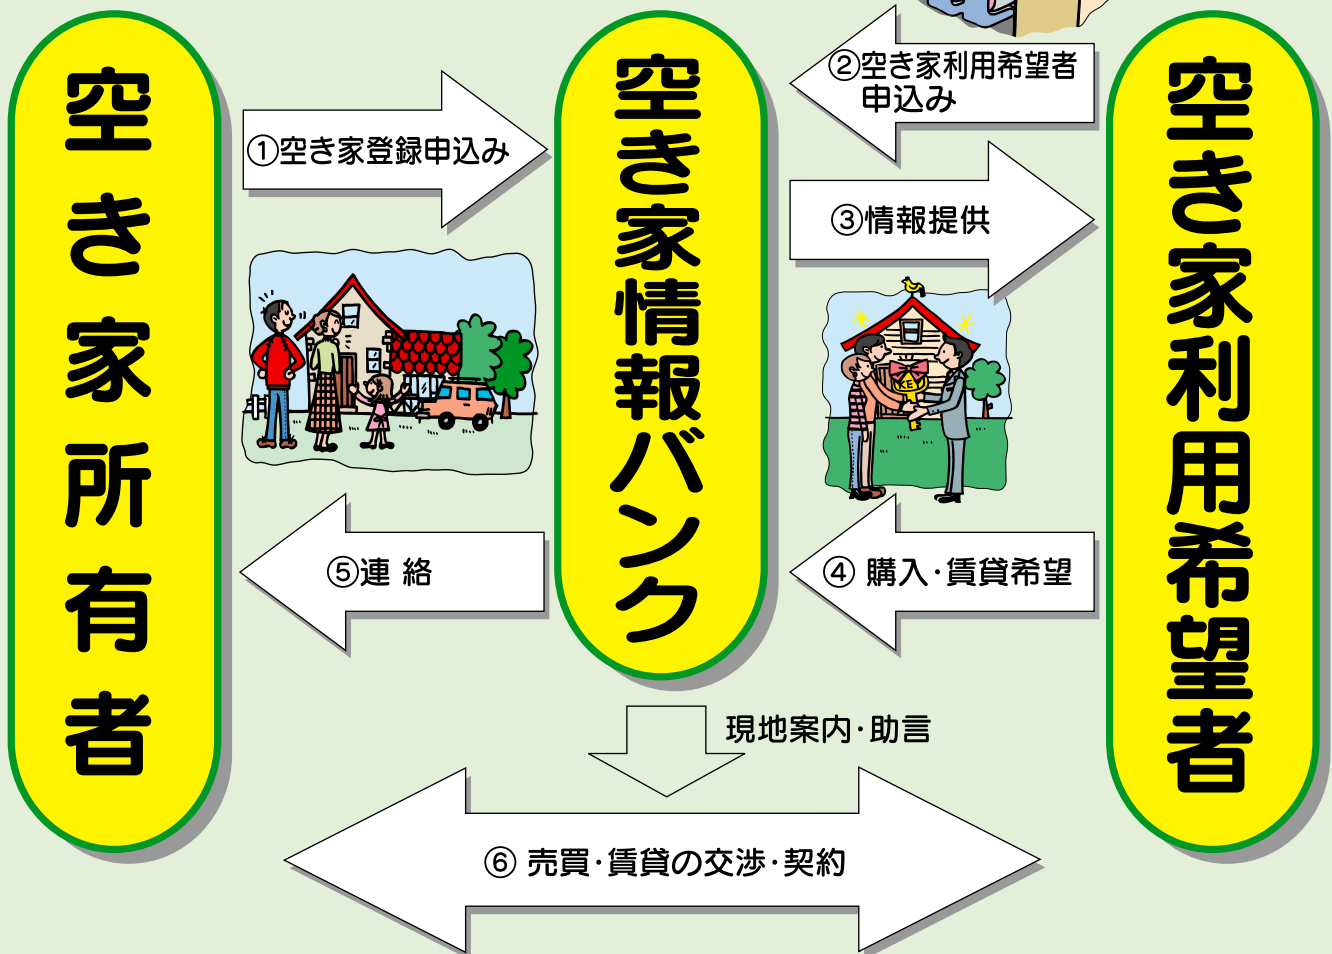 空き家所有者
①空き家登録申込み
空き家情報バンク
②空き家利用希望者
申込み
③情報提供
空き家利用希望者
KEY
⑤連絡
④ 購入･賃貸希望
現地案内･助言
⑥ 売買･賃貸の交渉･契約